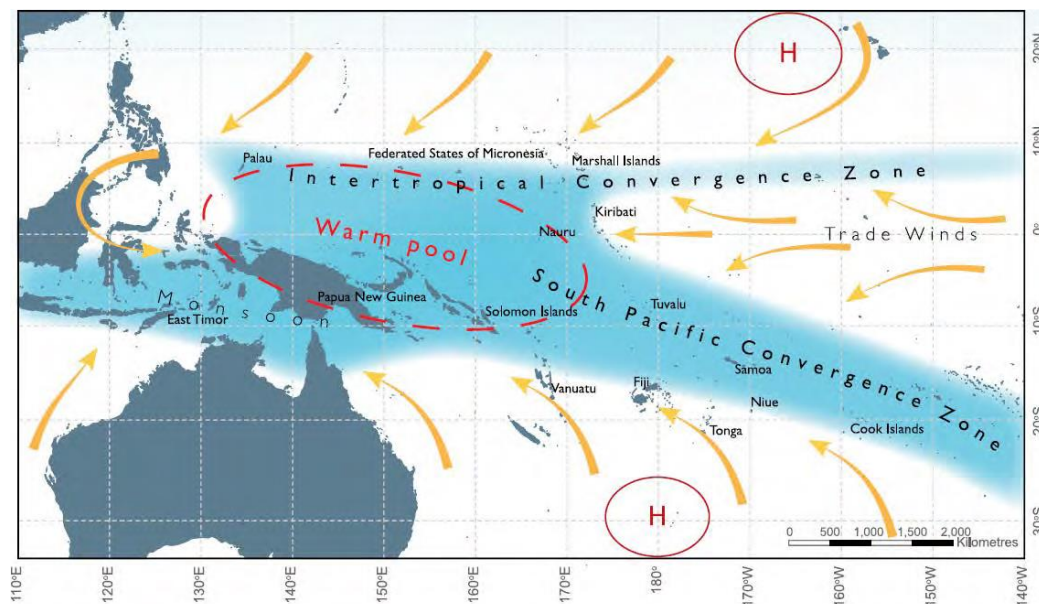 H
20°N
10°N
0°
10°S
20°S
30°S
Palau
Federated States of Micronesia
Marshall Islands
Intertropical Convergence Zone
Kiribati
Nauru
Warm pool
Trade Winds
Monsoon
East Timor
Papua New Guinea
Solomon Islands
South Pacific Convergence Zone
Tuvalu
Samoa
Vanuatu
Fiji
Niue
Tonga
Cook Islands
H
0 500 1,000 1,500 2,000
Kilometres
110°E 120°E 130°E 140°E 150°E 160°E 170°E 180° 170°W 160°W 150°W 140°W